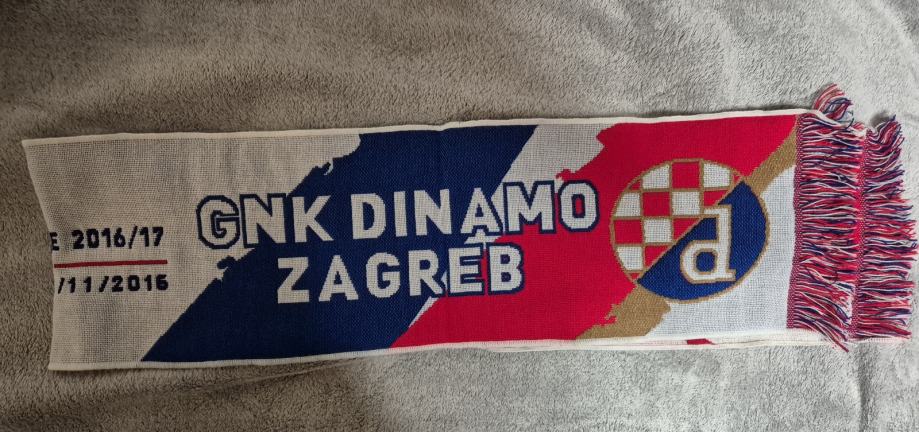 E 2016/17
/11/2016
GNK DINAMO
ZAGREB
d